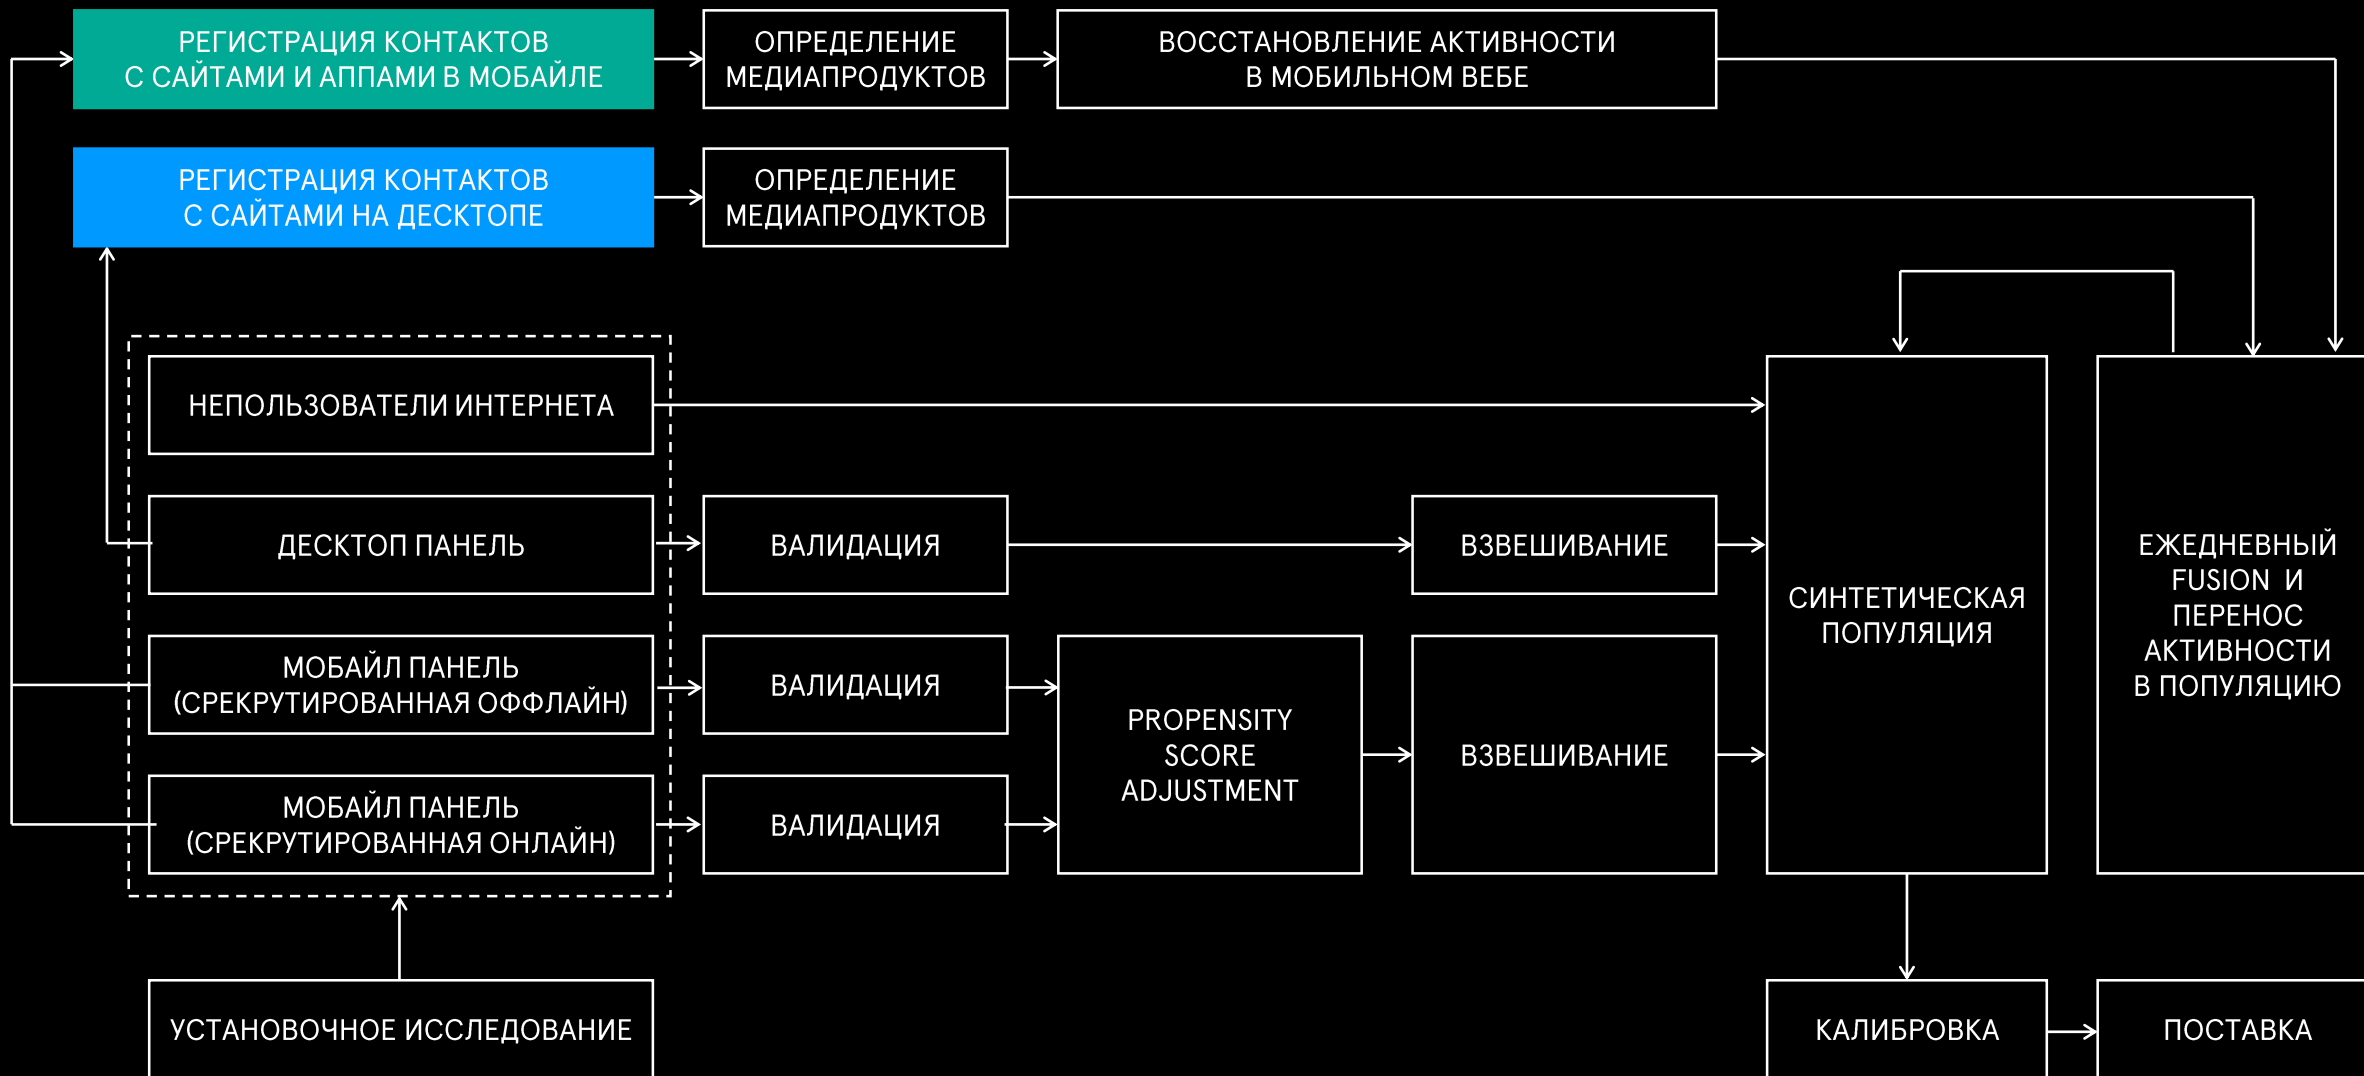 РЕГИСТРАЦИЯ КОНТАКТОВ
С САЙТАМИ И АППАМИ В МОБАЙЛЕ
ОПРЕДЕЛЕНИЕ
МЕДИАПРОДУКТОВ
ВОССТАНОВЛЕНИЕ АКТИВНОСТИ
В МОБИЛЬНОМ ВЕБЕ
РЕГИСТРАЦИЯ КОНТАКТОВ
С САЙТАМИ НА ДЕСКТОПЕ
ОПРЕДЕЛЕНИЕ
МЕДИАПРОДУКТОВ
НЕПОЛЬЗОВАТЕЛИ ИНТЕРНЕТА
ДЕСКТОП ПАНЕЛЬ
ВАЛИДАЦИЯ
ВЗВЕШИВАНИЕ
МОБАЙЛ ПАНЕЛЬ
(СРЕКРУТИРОВАННАЯ ОФФЛАЙН)
ВАЛИДАЦИЯ
МОБАЙЛ ПАНЕЛЬ
(СРЕКРУТИРОВАННАЯ ОНЛАЙН)
ВАЛИДАЦИЯ
PROPENSITY
SCORE
ADJUSTMENT
ВЗВЕШИВАНИЕ
СИНТЕТИЧЕСКАЯ
ПОПУЛЯЦИЯ
ЕЖЕДНЕВНЫЙ
FUSION И
ПЕРЕНОС
АКТИВНОСТИ
В ПОПУЛЯЦИЮ
УСТАНОВОЧНОЕ ИССЛЕДОВАНИЕ
КАЛИБРОВКА
ПОСТАВКА